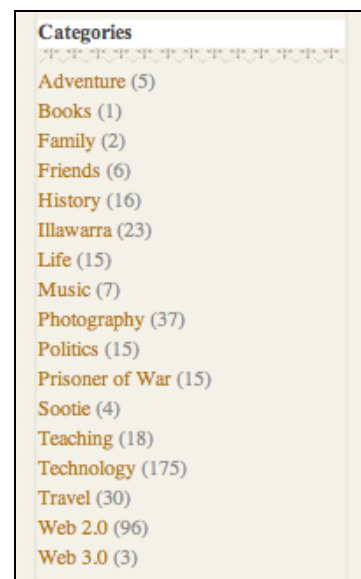 Categories
Adventure (5)
Books (1)
Family (2)
Friends (6)
History (16)
Illawarra (23)
Life (15)
Music (7)
Photography (37)
Politics (15)
Prisoner of War (15)
Sootie (4)
Teaching (18)
Technology (175)
Travel (30)
Web 2.0 (96)
Web 3.0 (3)